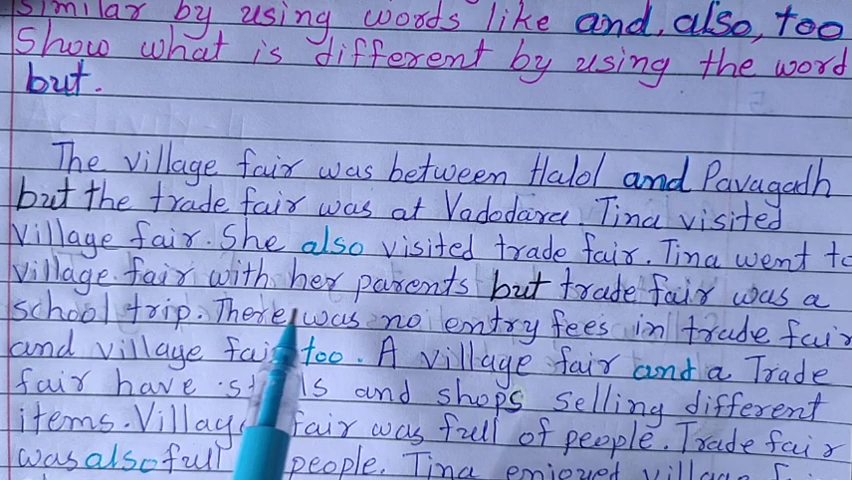 similar by using words like and, also, too
Show what is different by using the word
but.
The village fair was between Halol and Pavagadh
but the trade fair was at Vadodara. Tina visited
village fair. She also visited trade fair. Tina went to
village fair with her parents but trade fair was a
school trip. There was no entry fees in trade fair
and village fair too. A village fair and a Trade
fair have stalls and shops selling different
items. Village fair was full of people. Trade fair
was also full people. Tina enjoyed village fair